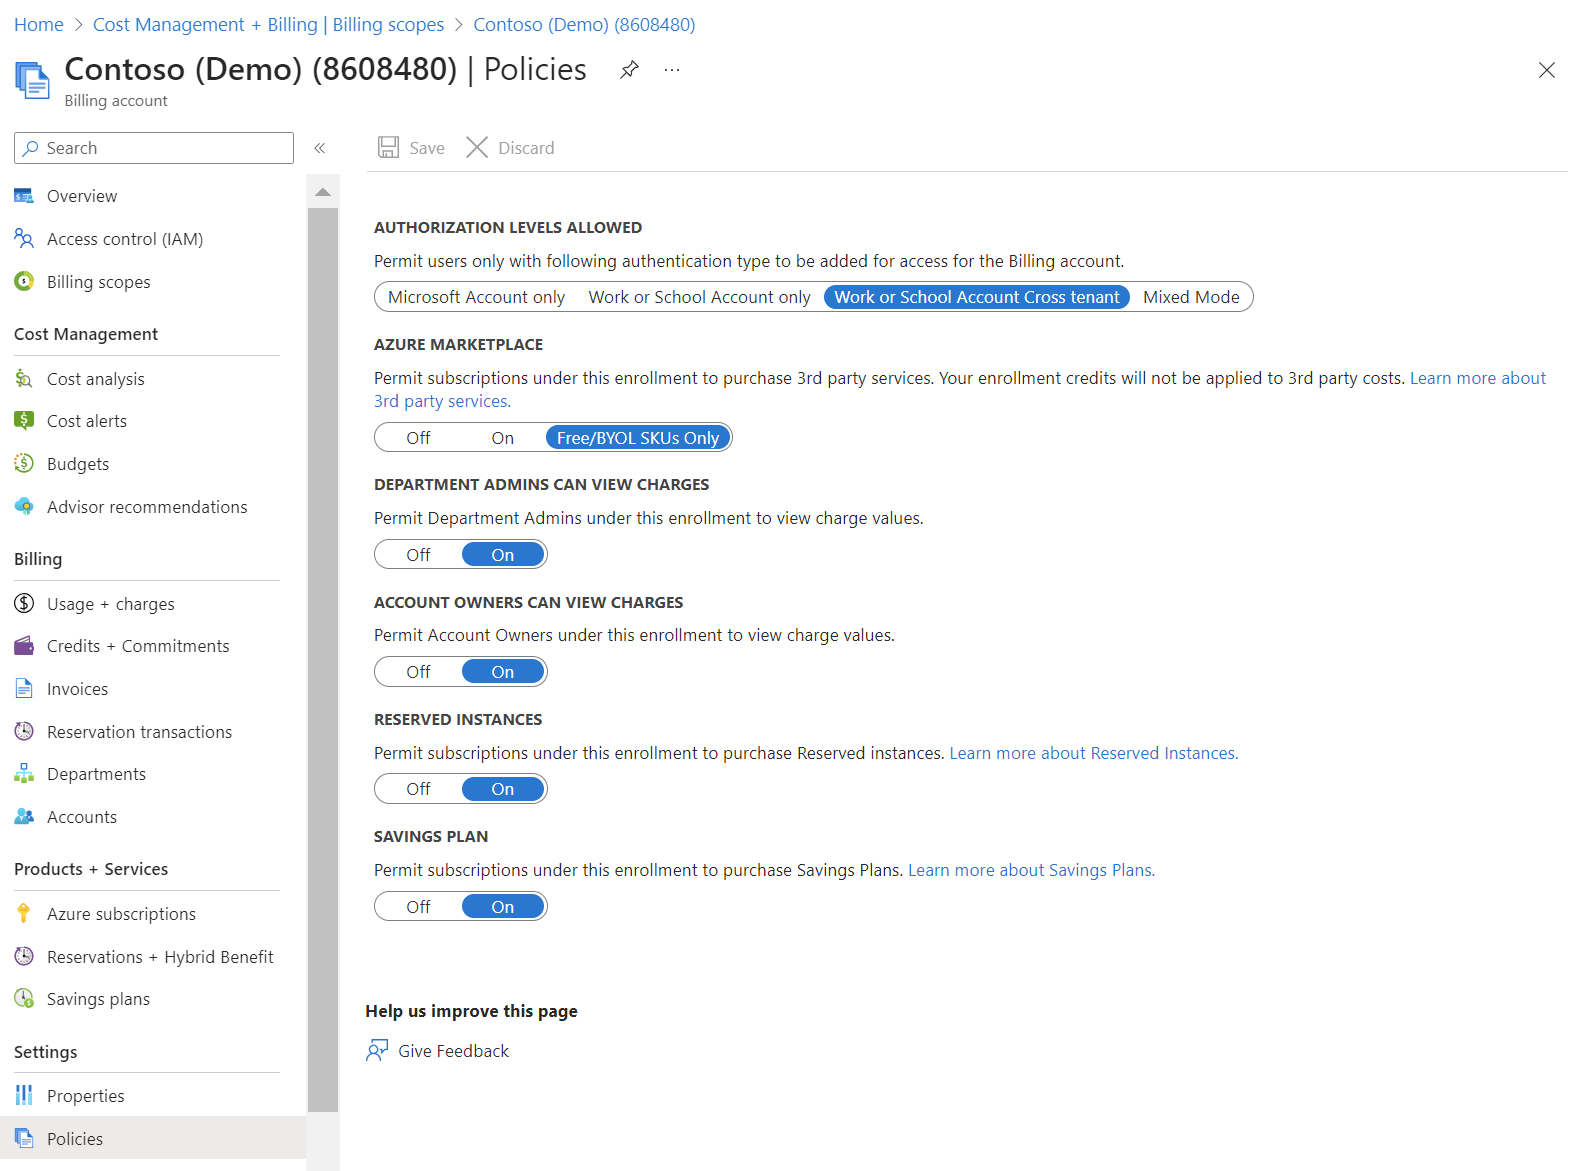 Home > Cost Management + Billing | Billing scopes > Contoso (Demo) (8608480)
Contoso (Demo) (8608480) | Policies ...
Billing account
Search
«
Overview
Access control (IAM)
Billing scopes
Cost Management
Cost analysis
Cost alerts
Budgets
Advisor recommendations
Billing
Usage + charges
Credits + Commitments
Invoices
Reservation transactions
Departments
Accounts
Products + Services
Azure subscriptions
Reservations + Hybrid Benefit
Savings plans
Settings
Properties
Policies
Save Discard
AUTHORIZATION LEVELS ALLOWED
Permit users only with following authentication type to be added for access for the Billing account.
Microsoft Account only Work or School Account only Work or School Account Cross tenant Mixed Mode
AZURE MARKETPLACE
Permit subscriptions under this enrollment to purchase 3rd party services. Your enrollment credits will not be applied to 3rd party costs. Learn more about
3rd party services.
Off On Free/BYOL SKUs Only
DEPARTMENT ADMINS CAN VIEW CHARGES
Permit Department Admins under this enrollment to view charge values.
Off On
ACCOUNT OWNERS CAN VIEW CHARGES
Permit Account Owners under this enrollment to view charge values.
Off On
RESERVED INSTANCES
Permit subscriptions under this enrollment to purchase Reserved instances. Learn more about Reserved Instances.
Off On
SAVINGS PLAN
Permit subscriptions under this enrollment to purchase Savings Plans. Learn more about Savings Plans.
Off On
Help us improve this page
Give Feedback